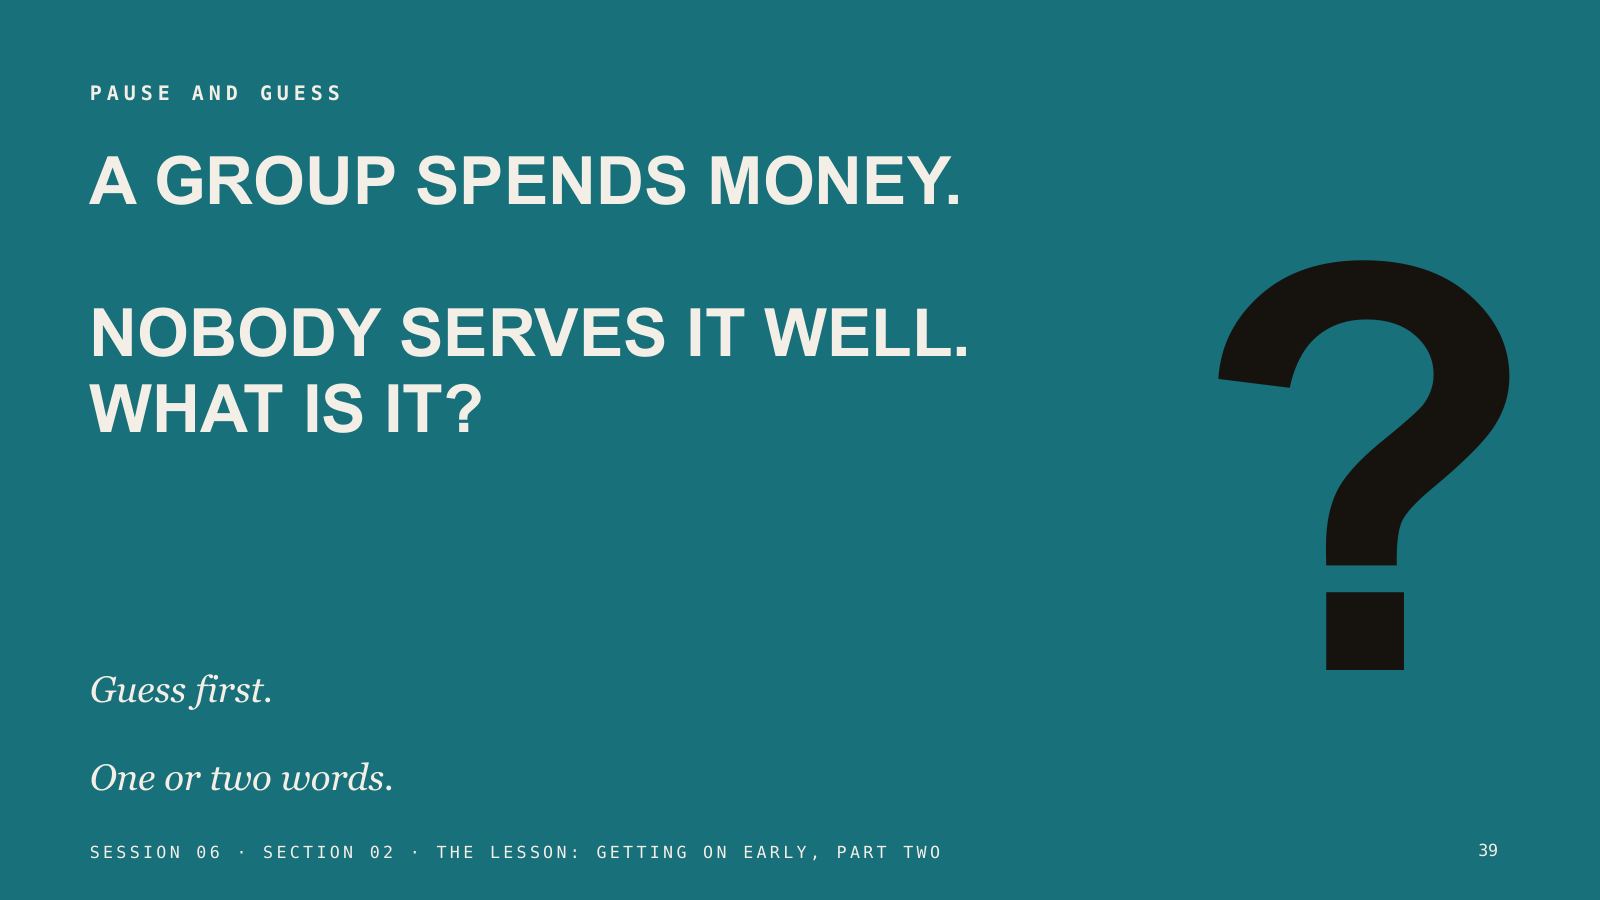 PAUSE AND GUESS
A GROUP SPENDS MONEY.
NOBODY SERVES IT WELL.
WHAT IS IT?
?
Guess first.
One or two words.
SESSION 06 · SECTION 02 · THE LESSON: GETTING ON EARLY, PART TWO
39